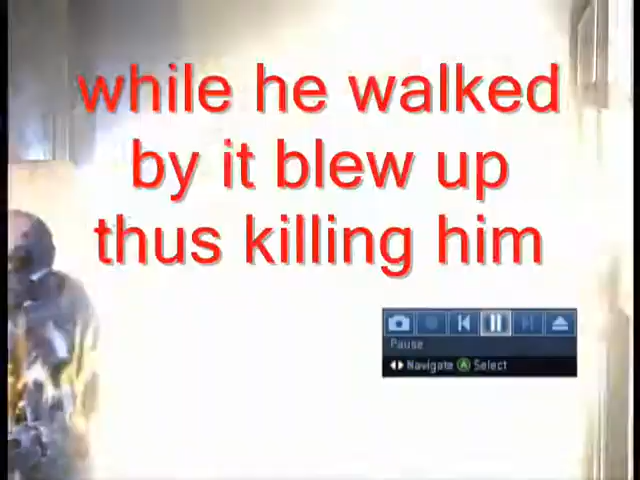 while he walked
by it blew up
thus killing him
Pause
Navigate A Select